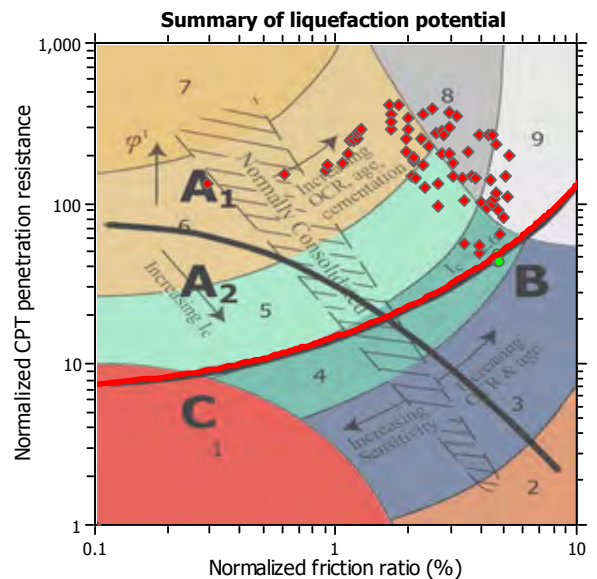 Summary of liquefaction potential
1,000
100
10
1
Normalized CPT penetration resistance
7
8
9
φ'
A1
Normally Consolidated
Increasing
OCR, age,
cementation
6
A2
Increasing Ic
5
Ic
B
4
Increasing
OCR & age
C
1
Increasing
Sensitivity
3
2
0.1
1
10
Normalized friction ratio (%)